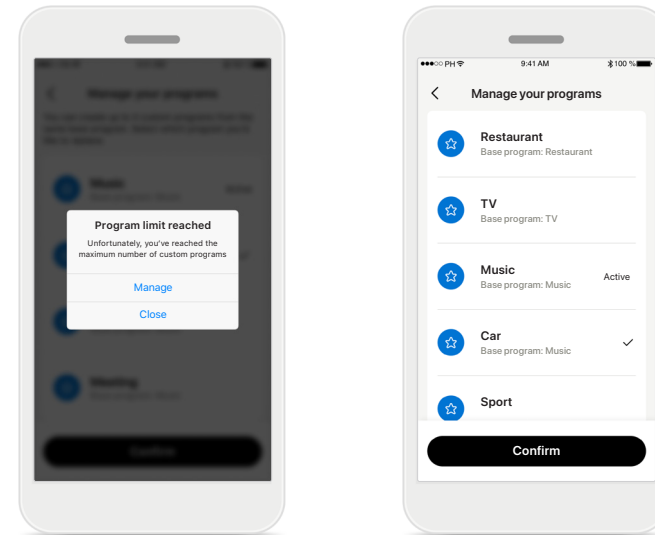 Program limit reached
Unfortunately, you've reached the
maximum number of custom programs
Manage
Close
PH
9:41 AM
100 %
Manage your programs
Restaurant
Base program: Restaurant
TV
Base program: TV
Music
Base program: Music
Active
Car
Base program: Music
Sport
Confirm